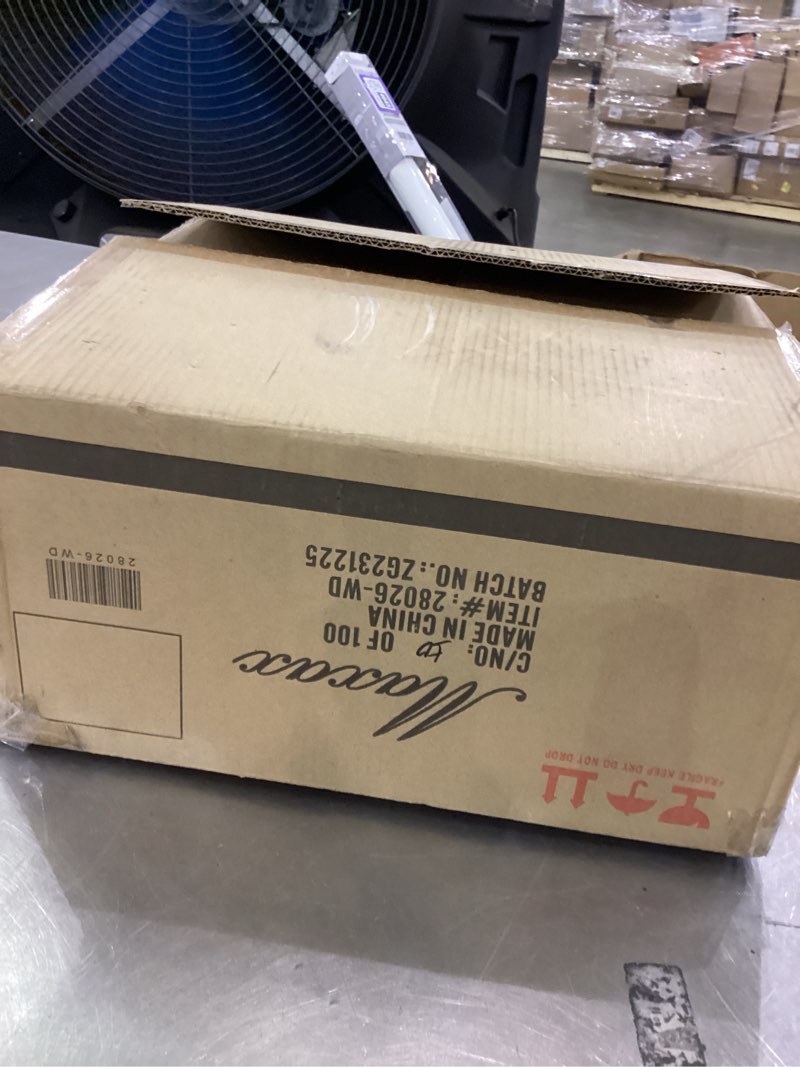 Maxcax
C/NO: OF 100
MADE IN CHINA
ITEM#: 28026-WD
BATCH NO.: ZG231225
28026-WD
FRAGILE KEEP DRY DO NOT DROP